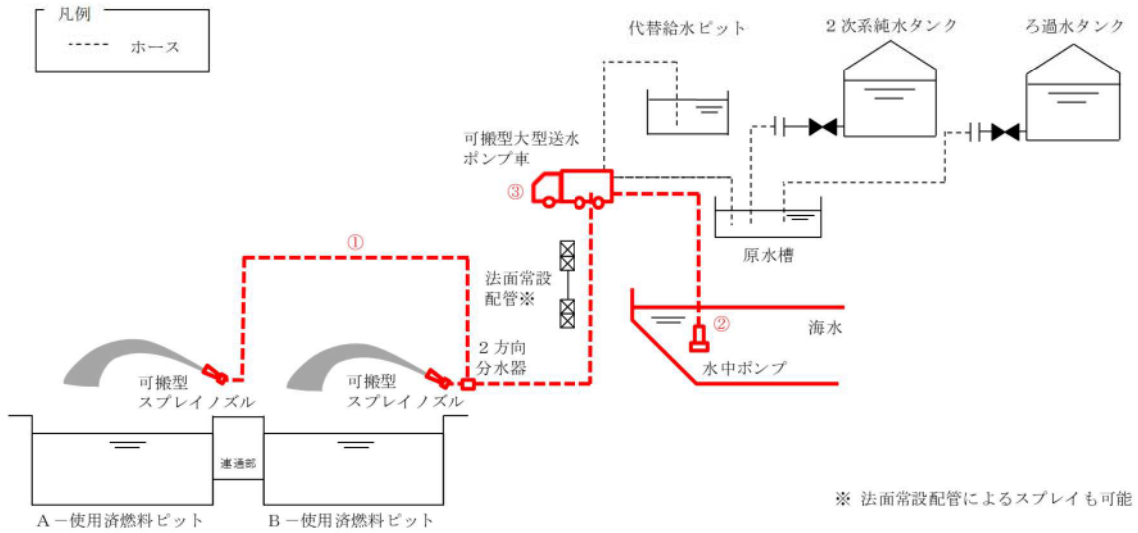 凡例
ホース
代替給水ピット
2次系純水タンク
ろ過水タンク
可搬型大型送水
ポンプ車
③
①
原水槽
法面常設
配管※
海水
②
水中ポンプ
2方向
分水器
可搬型
スプレイノズル
可搬型
スプレイノズル
連通部
A-使用済燃料ピット
B-使用済燃料ピット
※ 法面常設配管によるスプレイも可能